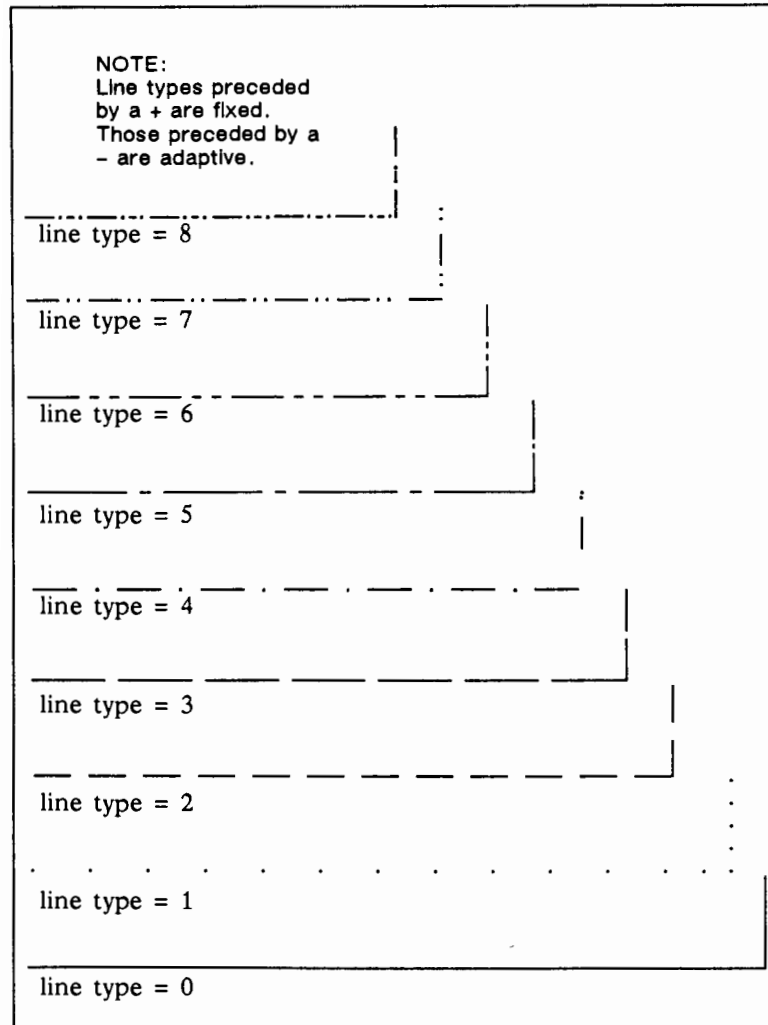 NOTE:
Line types preceded
by a + are fixed.
Those preceded by a
- are adaptive.
line type = 8
line type = 7
line type = 6
line type = 5
line type = 4
line type = 3
line type = 2
line type = 1
line type = 0